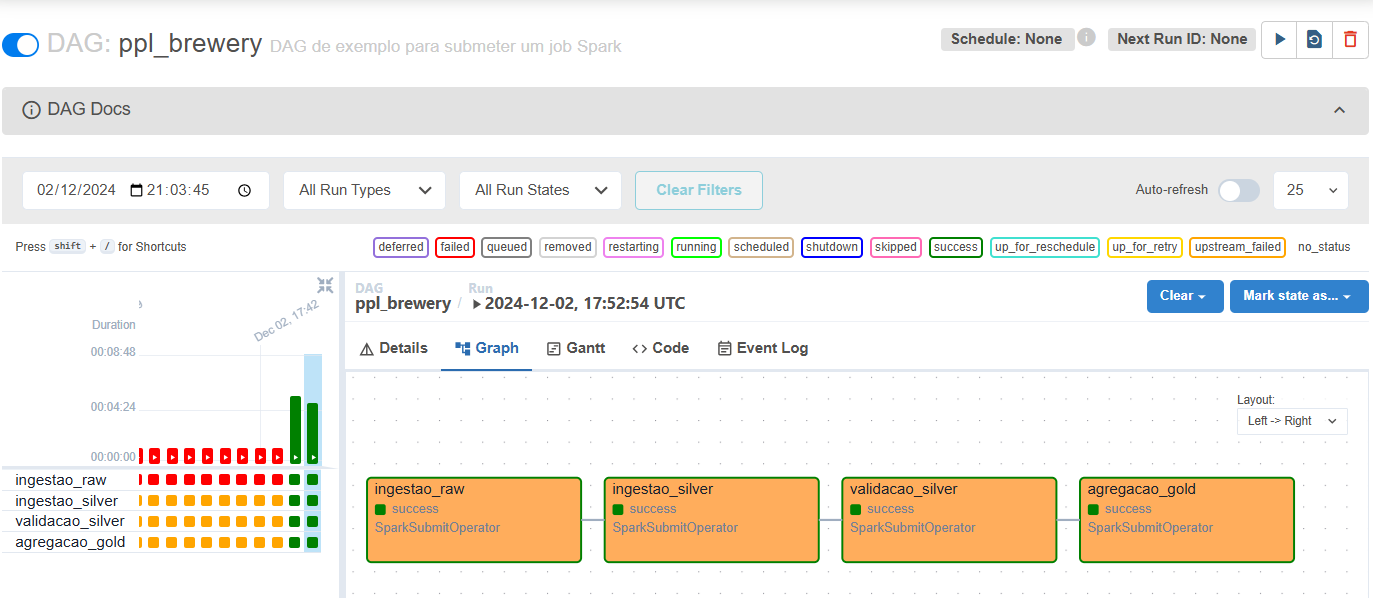 DAG: ppl_brewery DAG de exemplo para submeter um job Spark
Schedule: None
Next Run ID: None
DAG Docs
02/12/2024 21:03:45
All Run Types
All Run States
Clear Filters
Auto-refresh
25
Press shift + / for Shortcuts
deferred failed queued removed restarting running scheduled shutdown skipped success up_for_reschedule up_for_retry upstream_failed no_status
Duration
Dec 02, 17:42
00:08:48
00:04:24
00:00:00
ingestao_raw
ingestao_silver
validacao_silver
agregacao_gold
DAG
ppl_brewery /
Run
2024-12-02, 17:52:54 UTC
Clear
Mark state as...
Details
Graph
Gantt
Code
Event Log
Layout:
Left -> Right
ingestao_raw
success
SparkSubmitOperator
ingestao_silver
success
SparkSubmitOperator
validacao_silver
success
SparkSubmitOperator
agregacao_gold
success
SparkSubmitOperator